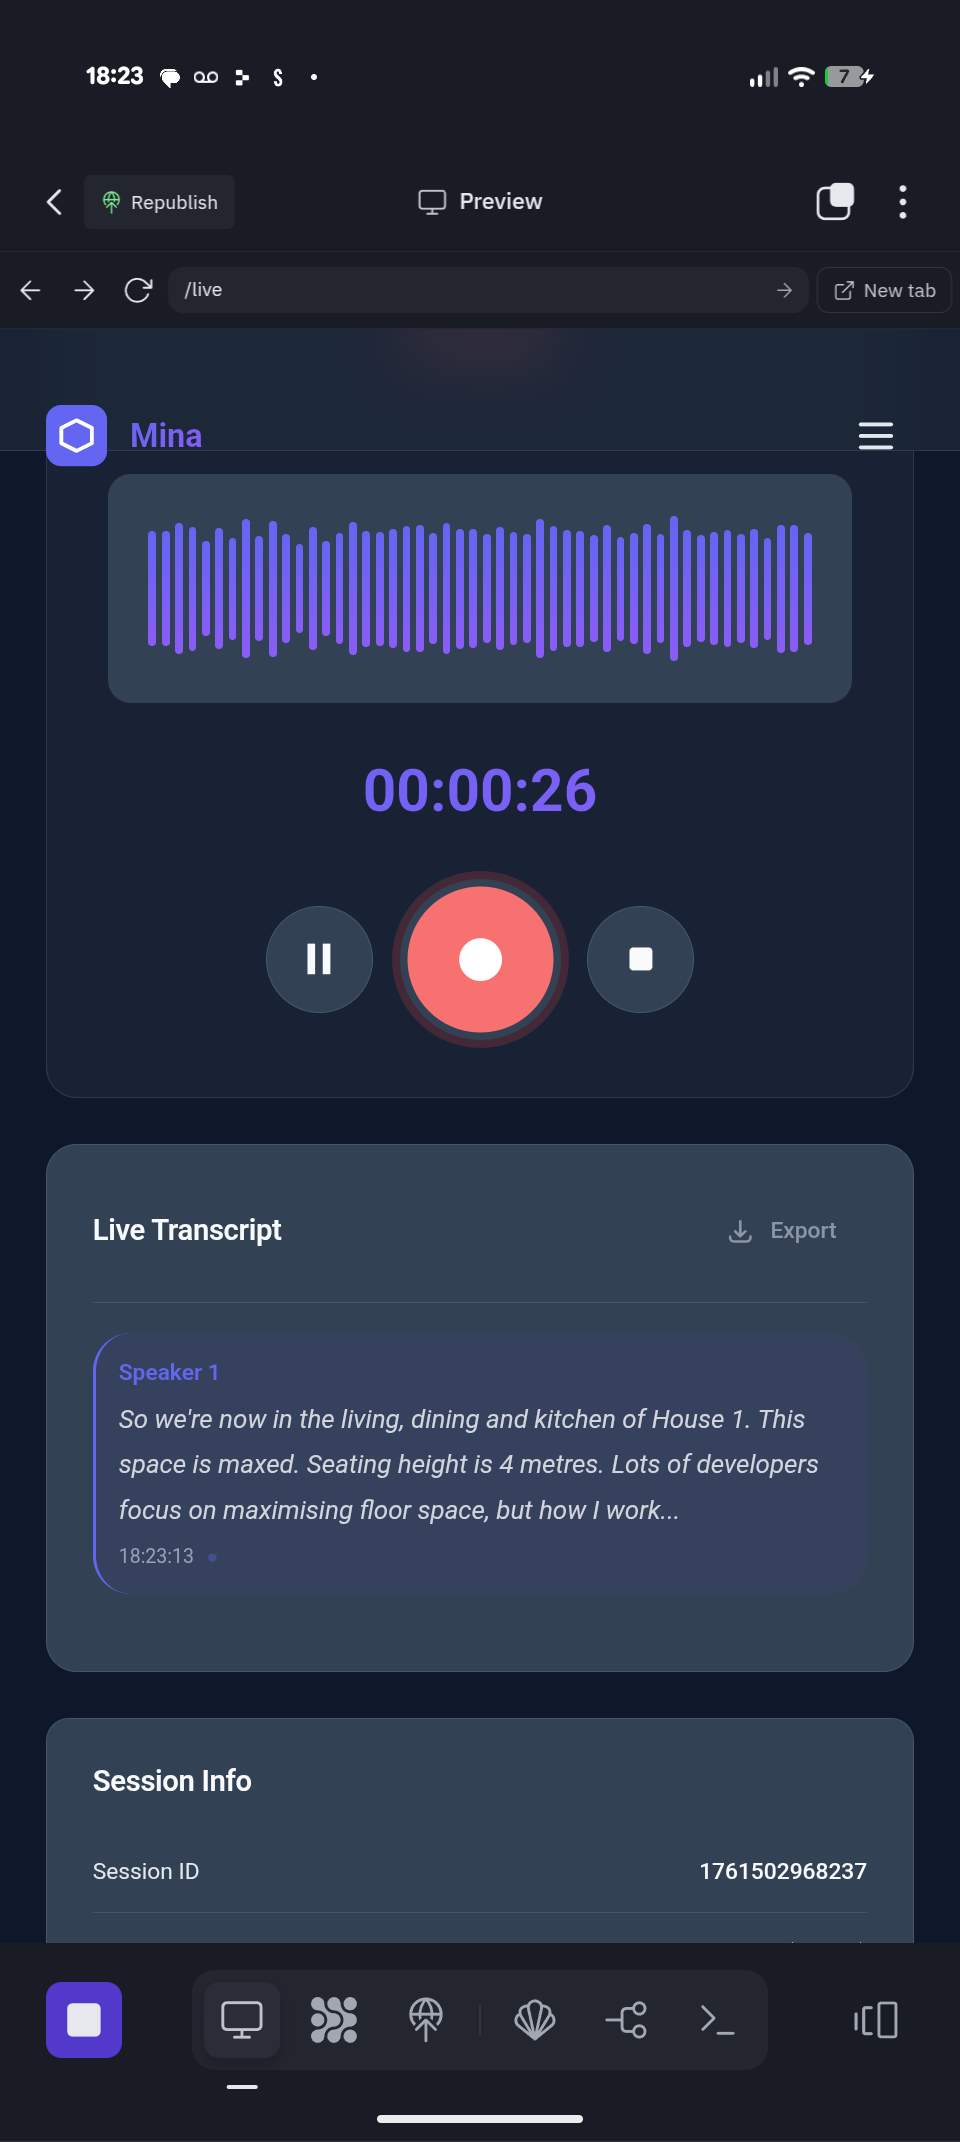 18:23
7
Republish
Preview
/live
New tab
Mina
00:00:26
Live Transcript
Export
Speaker 1
So we're now in the living, dining and kitchen of House 1. This
space is maxed. Seating height is 4 metres. Lots of developers
focus on maximising floor space, but how I work...
18:23:13
Session Info
Session ID
1761502968237